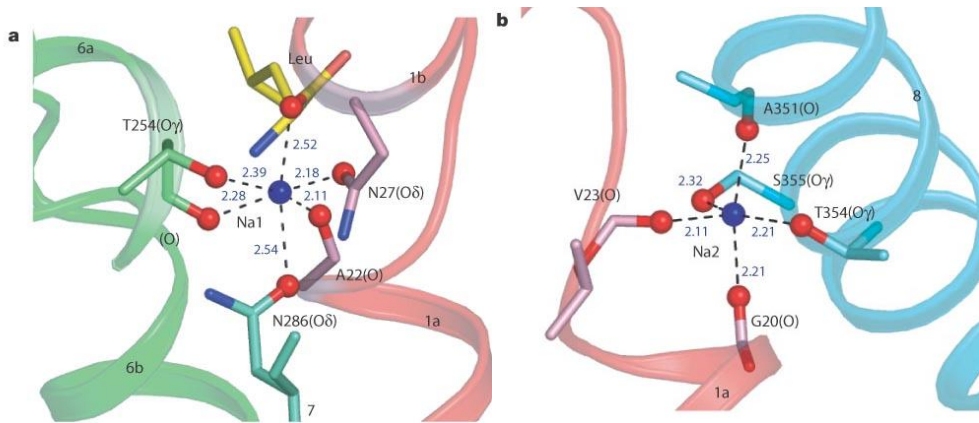 a
6a
Leu
1b
T254(Oγ)
2.52
2.39
2.18
2.28
2.11
N27(Oδ)
Na1
(O)
2.54
A22(O)
N286(Oδ)
1a
6b
7
b
8
A351(O)
2.25
S355(Oγ)
V23(O)
2.32
T354(Oγ)
2.11
2.21
Na2
2.21
G20(O)
1a